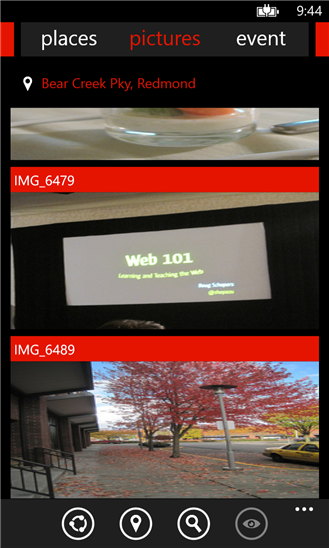 9:44
places pictures event
Bear Creek Pky, Redmond
IMG_6479
Web 101
Learning and Teaching the Web
Doug Schepers
@shepazu
IMG_6489